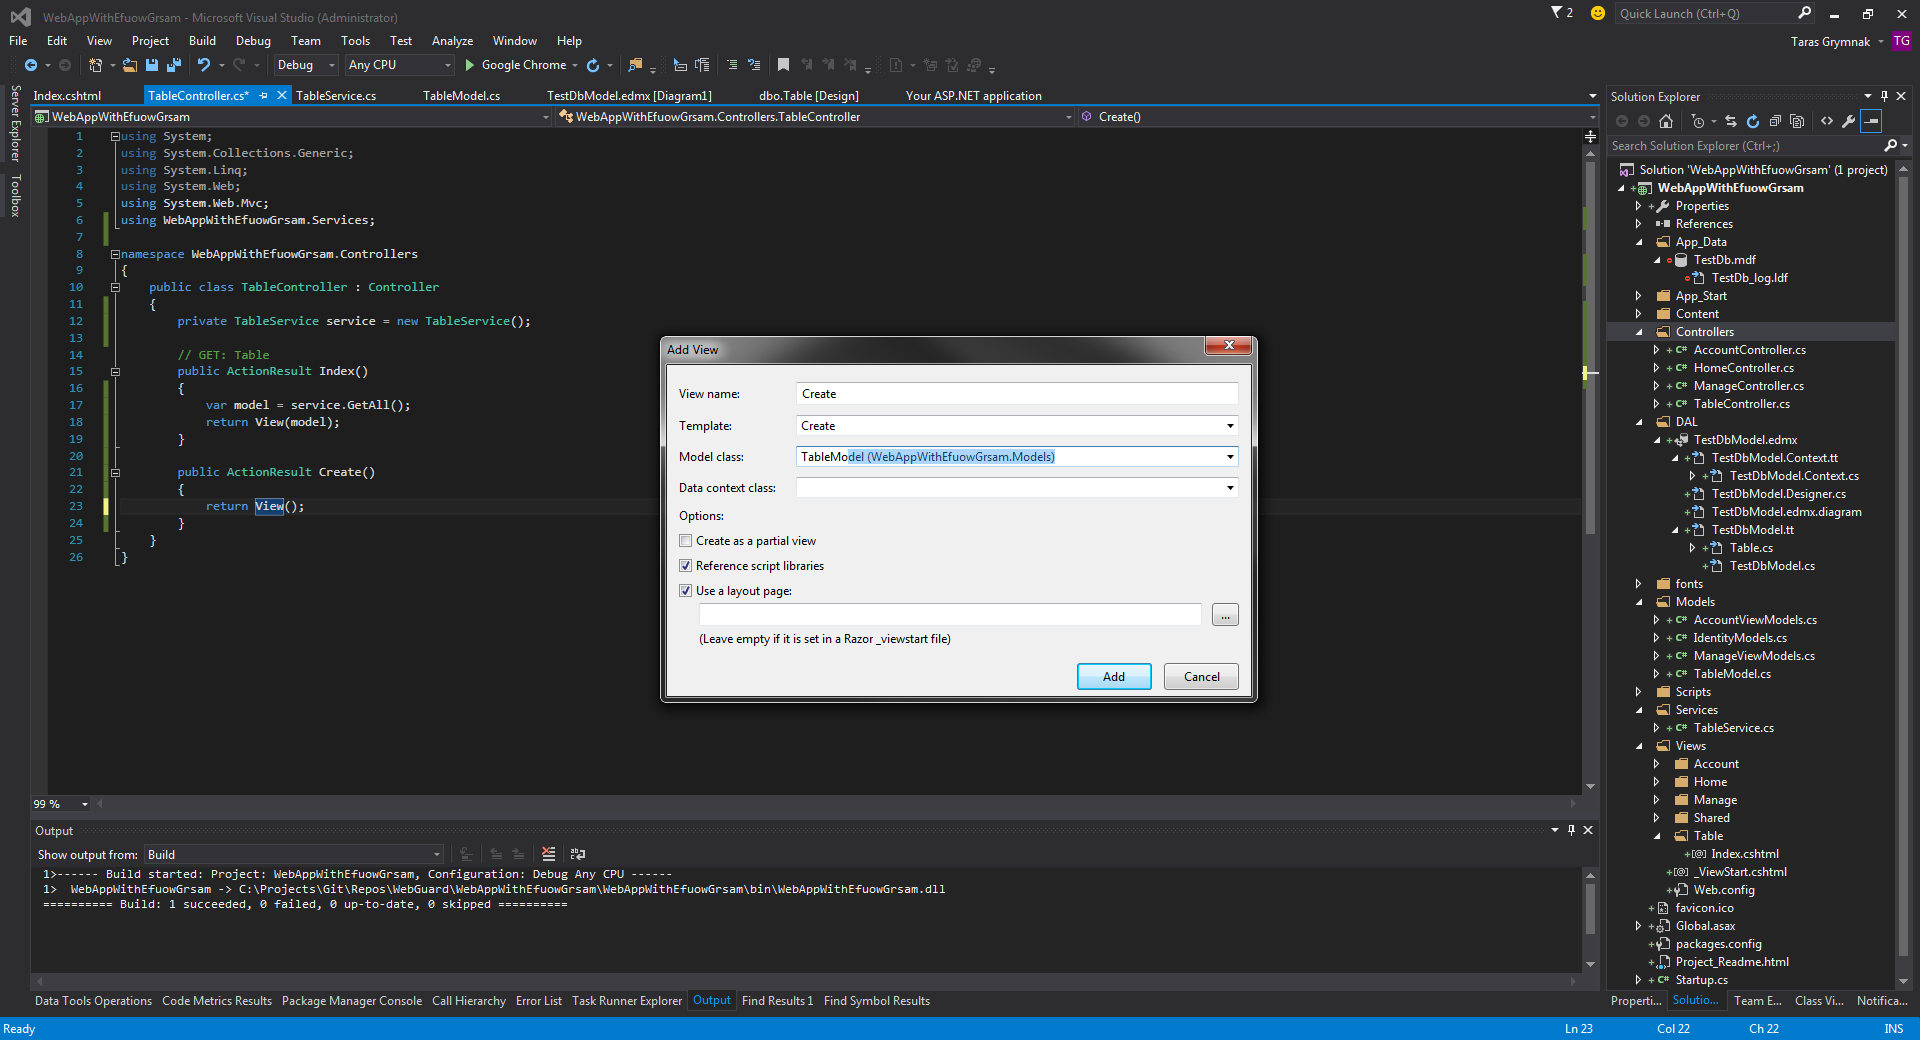 WebAppWithEfuowGrsam - Microsoft Visual Studio (Administrator)
2
Quick Launch (Ctrl+Q)
File Edit View Project Build Debug Team Tools Test Analyze Window Help
Taras Grymnak TG
Debug Any CPU Google Chrome
Server Explorer
Toolbox
Index.cshtml TableController.cs* TableService.cs TableModel.cs TestDbModel.edmx [Diagram1] dbo.Table [Design] Your ASP.NET application
WebAppWithEfuowGrsam WebAppWithEfuowGrsam.Controllers.TableController Create()
1 using System;
2 using System.Collections.Generic;
3 using System.Linq;
4 using System.Web;
5 using System.Web.Mvc;
6 using WebAppWithEfuowGrsam.Services;
7
8 namespace WebAppWithEfuowGrsam.Controllers
9 {
10 public class TableController : Controller
11 {
12 private TableService service = new TableService();
13
14 // GET: Table
15 public ActionResult Index()
16 {
17 var model = service.GetAll();
18 return View(model);
19 }
20
21 public ActionResult Create()
22 {
23 return View();
24 }
25 }
26 }
99 %
Add View
View name: Create
Template: Create
Model class: TableModel (WebAppWithEfuowGrsam.Models)
Data context class:
Options:
Create as a partial view
Reference script libraries
Use a layout page:
...
(Leave empty if it is set in a Razor _viewstart file)
Add Cancel
Output
Show output from: Build
1>------ Build started: Project: WebAppWithEfuowGrsam, Configuration: Debug Any CPU ------
1> WebAppWithEfuowGrsam -> C:\Projects\Git\Repos\WebGuard\WebAppWithEfuowGrsam\WebAppWithEfuowGrsam\bin\WebAppWithEfuowGrsam.dll
========== Build: 1 succeeded, 0 failed, 0 up-to-date, 0 skipped ==========
Data Tools Operations Code Metrics Results Package Manager Console Call Hierarchy Error List Task Runner Explorer Output Find Results 1 Find Symbol Results
Solution Explorer
Search Solution Explorer (Ctrl+;)
Solution 'WebAppWithEfuowGrsam' (1 project)
WebAppWithEfuowGrsam
Properties
References
App_Data
TestDb.mdf
TestDb_log.ldf
App_Start
Content
Controllers
C# AccountController.cs
C# HomeController.cs
C# ManageController.cs
C# TableController.cs
DAL
TestDbModel.edmx
TestDbModel.Context.tt
TestDbModel.Context.cs
TestDbModel.Designer.cs
TestDbModel.edmx.diagram
TestDbModel.tt
Table.cs
TestDbModel.cs
fonts
Models
C# AccountViewModels.cs
C# IdentityModels.cs
C# ManageViewModels.cs
C# TableModel.cs
Scripts
Services
C# TableService.cs
Views
Account
Home
Manage
Shared
Table
Index.cshtml
_ViewStart.cshtml
Web.config
favicon.ico
Global.asax
packages.config
Project_Readme.html
C# Startup.cs
Properti... Solutio... Team E... Class Vi... Notifica...
Ready Ln 23 Col 22 Ch 22 INS